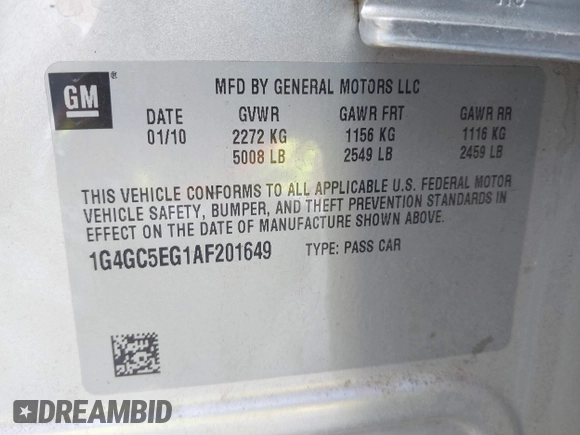 GM
®
MFD BY GENERAL MOTORS LLC
DATE GVWR GAWR FRT GAWR RR
01/10 2272 KG 1156 KG 1116 KG
5008 LB 2549 LB 2459 LB
THIS VEHICLE CONFORMS TO ALL APPLICABLE U.S. FEDERAL MOTOR
VEHICLE SAFETY, BUMPER, AND THEFT PREVENTION STANDARDS IN
EFFECT ON THE DATE OF MANUFACTURE SHOWN ABOVE.
1G4GC5EG1AF201649 TYPE: PASS CAR
DREAMBID